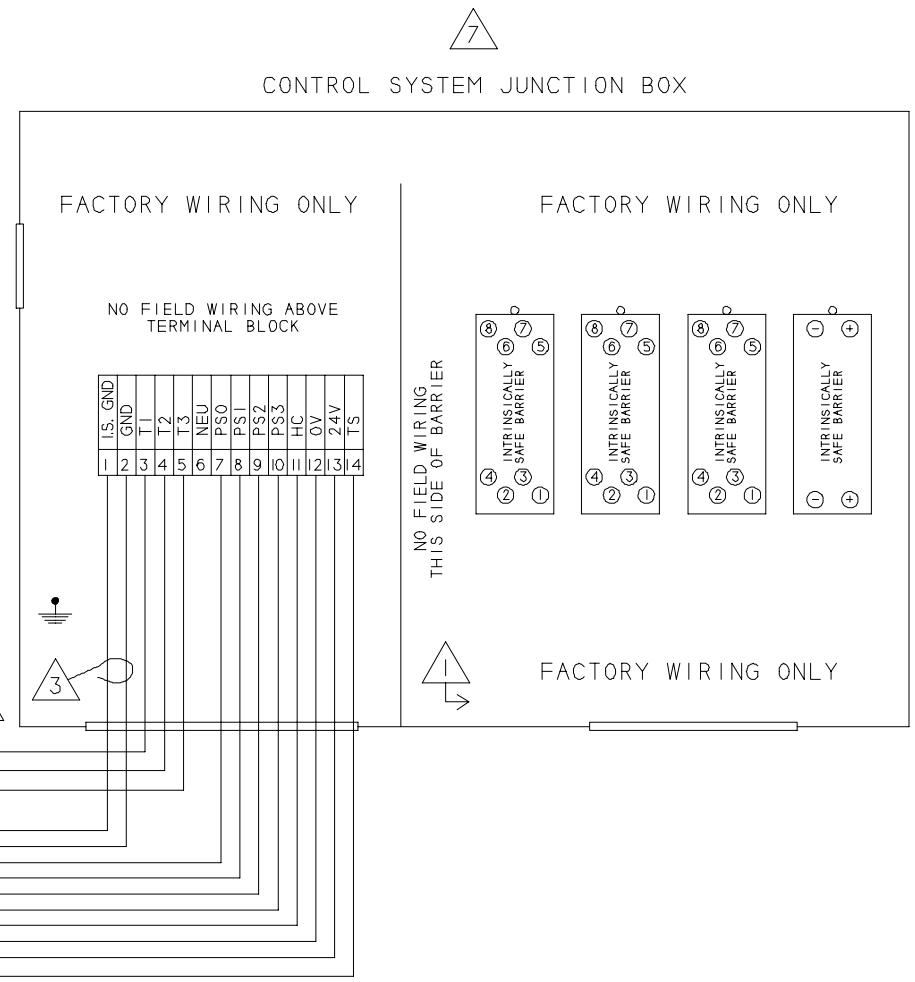 7
CONTROL SYSTEM JUNCTION BOX
FACTORY WIRING ONLY
NO FIELD WIRING ABOVE
TERMINAL BLOCK
I.S. GND GND T1 T2 T3 NEU PS0 PS1 PS2 PS3 HC 0V 24V TS
1 2 3 4 5 6 7 8 9 10 11 12 13 14
3
NO FIELD WIRING
THIS SIDE OF BARRIER
1
FACTORY WIRING ONLY
8 7
6 5
INTRINSICALLY
SAFE BARRIER
4 3
2 1
8 7
6 5
INTRINSICALLY
SAFE BARRIER
4 3
2 1
8 7
6 5
INTRINSICALLY
SAFE BARRIER
4 3
2 1
- +
INTRINSICALLY
SAFE BARRIER
- +
FACTORY WIRING ONLY